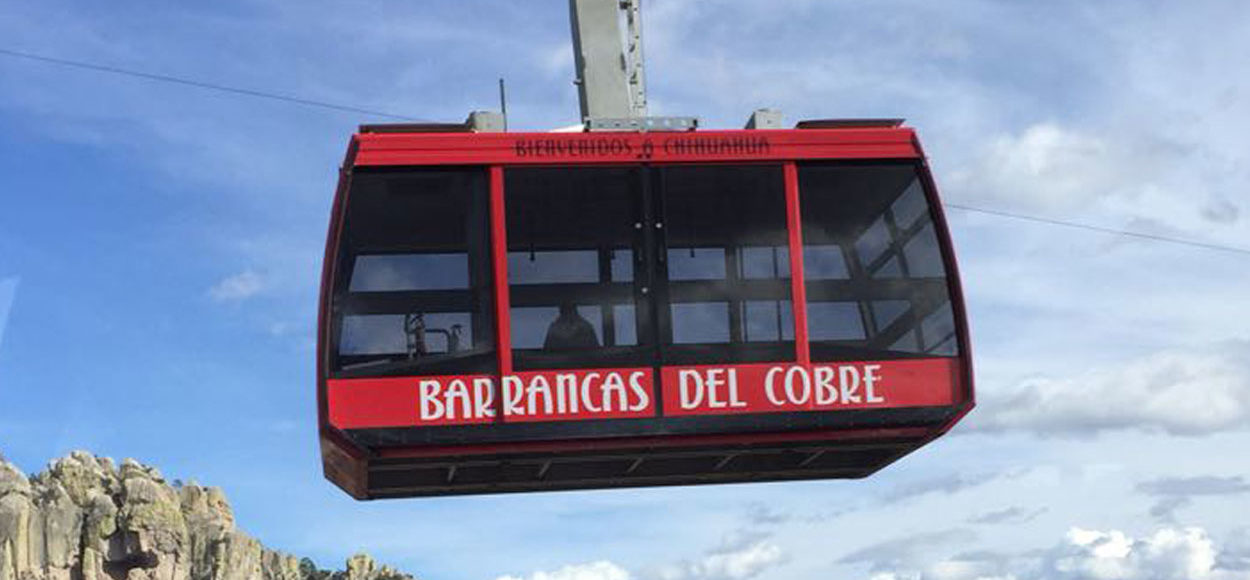 BIENVENIDOS A CHIHUAHUA
BARRANCAS DEL COBRE